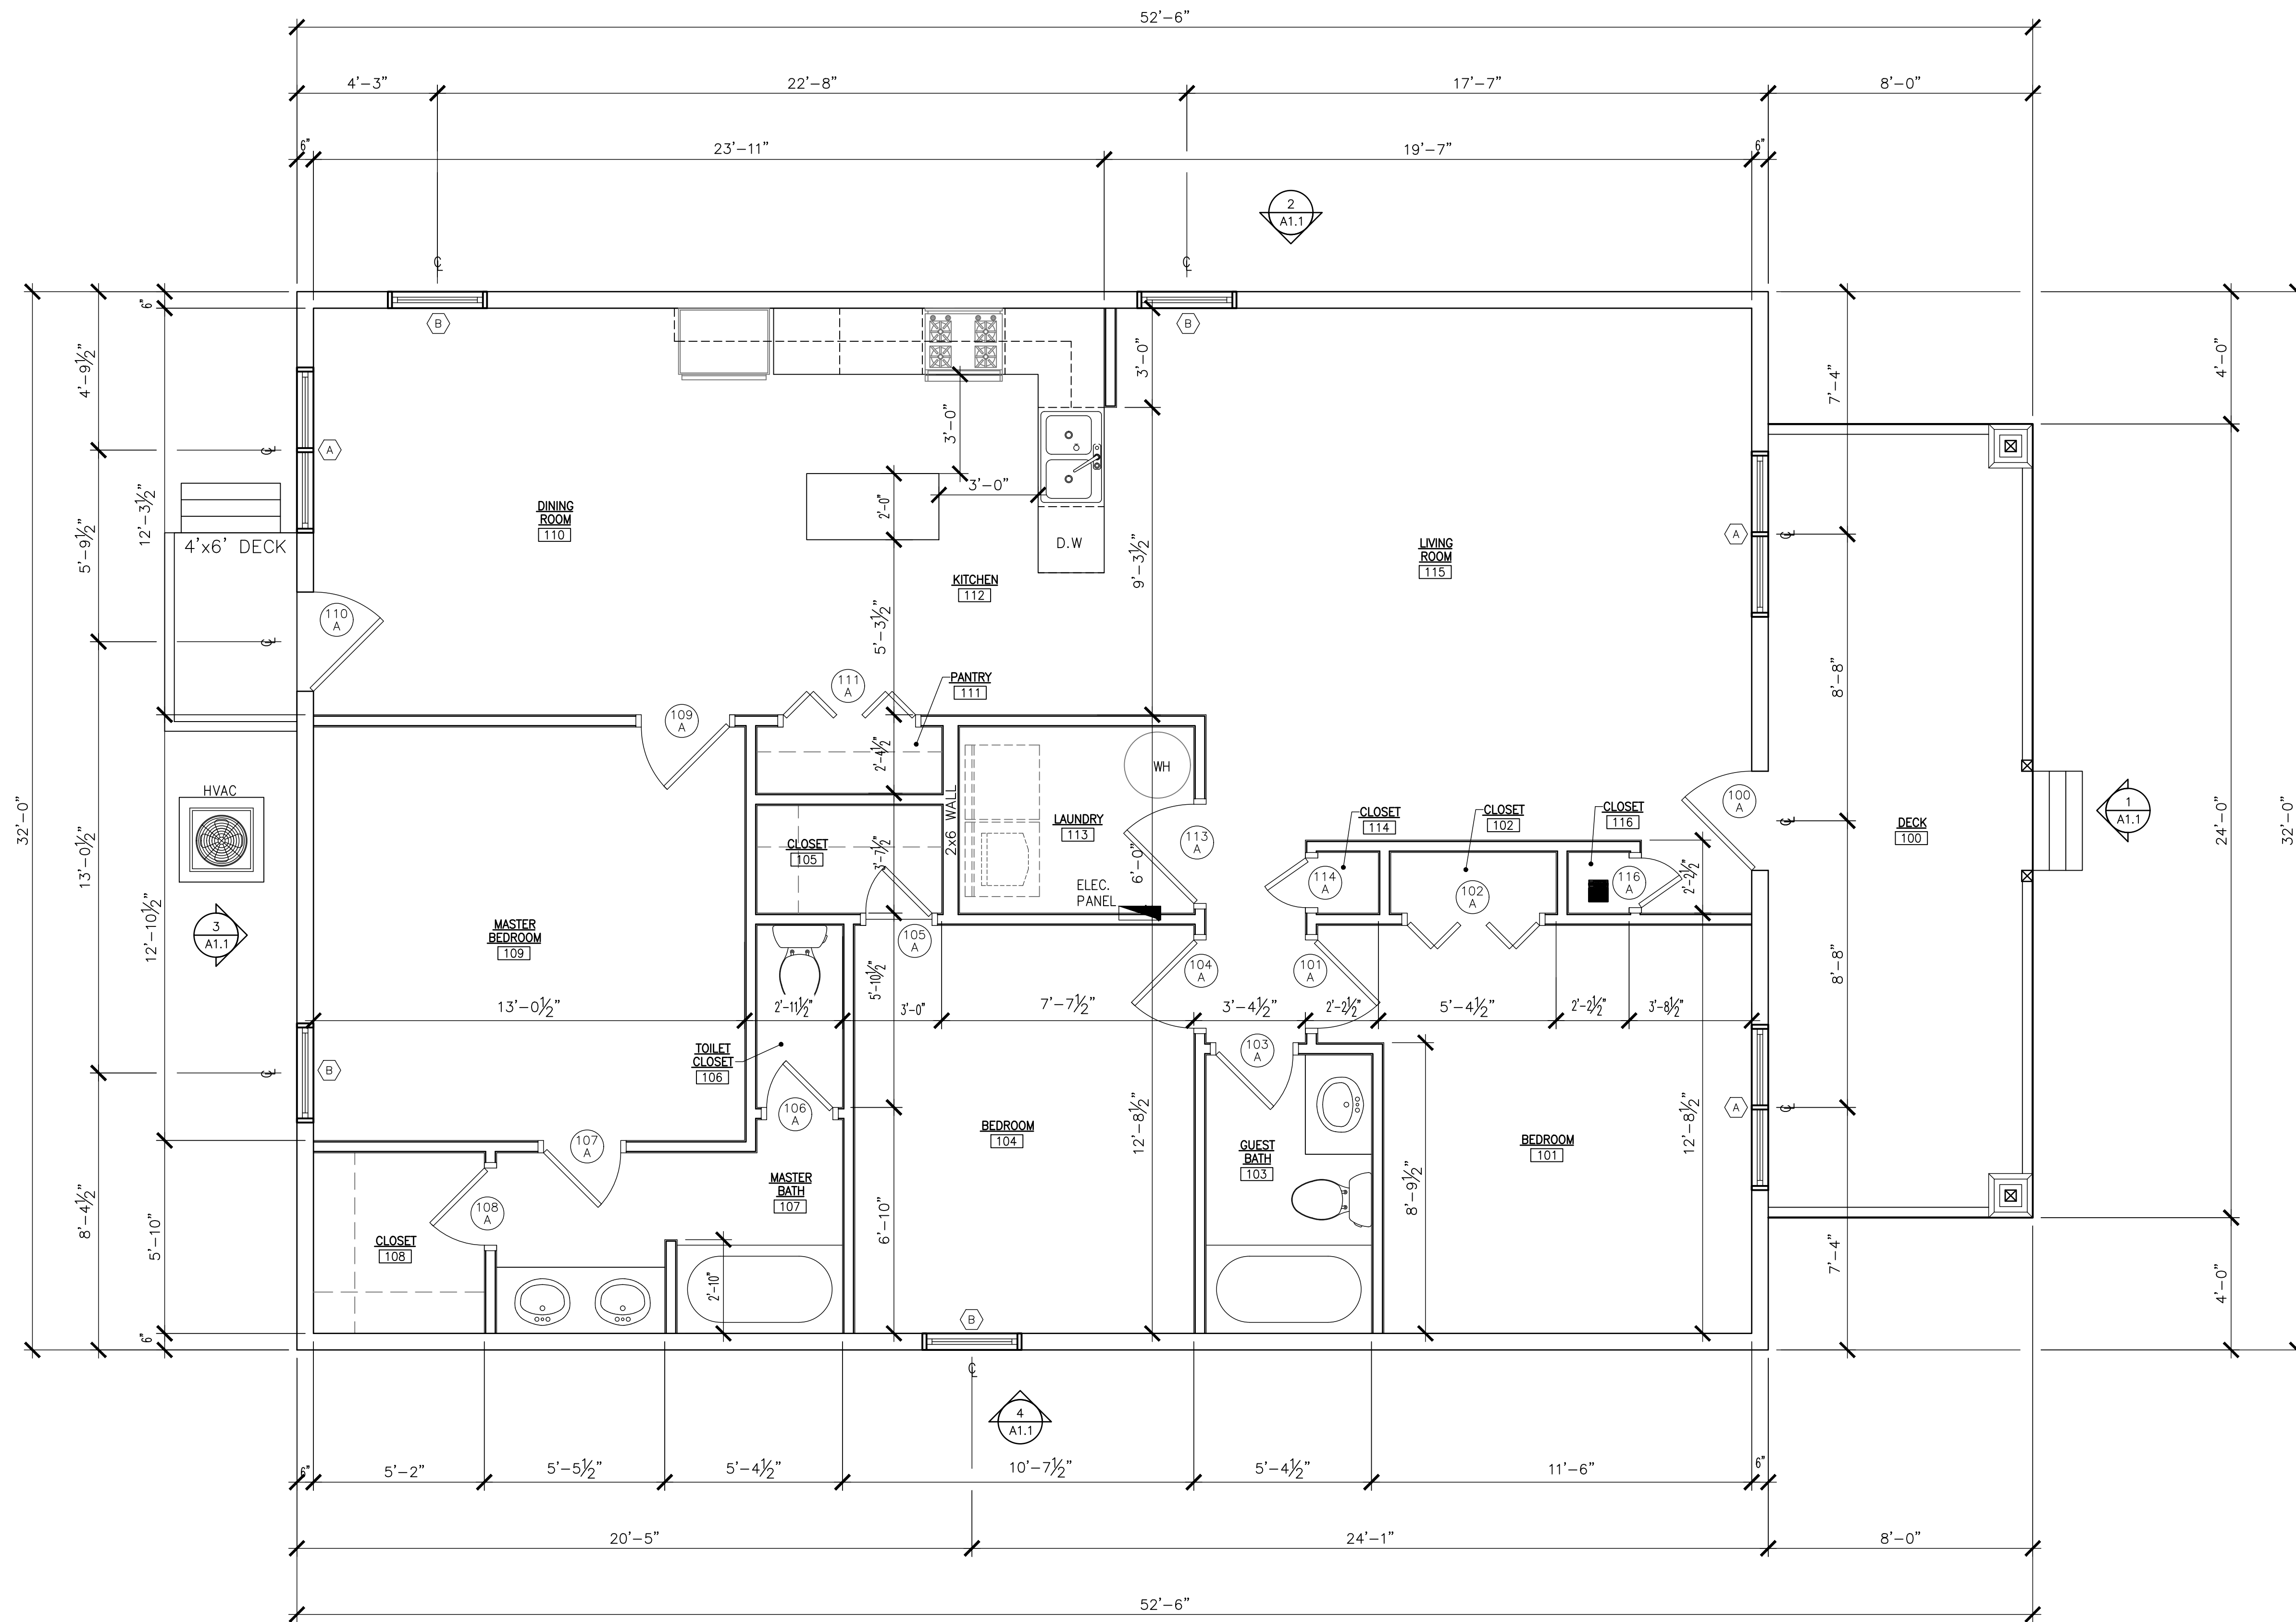 52'-6"
4'-3" 22'-8" 17'-7" 8'-0"
6" 23'-11" 19'-7" 6"
2
A1.1
℄ ℄
B B
6"
4'-9½"
12'-3½"
5'-9½"
32'-0"
13'-0½"
12'-10½"
8'-4½"
5'-10"
6"
A
℄
4'x6' DECK
110
A
℄
DINING
ROOM
110
3'-0"
3'-0"
2'-0"
3'-0"
D.W
KITCHEN
112
5'-3½"
9'-3½"
LIVING
ROOM
115
A
℄
7'-4"
4'-0"
8'-8"
24'-0"
32'-0"
109
A
111
A
PANTRY
111
2'-4½"
WH
2x6 WALL
LAUNDRY
113
113
A
6'-0"
ELEC.
PANEL
CLOSET
105
3'-7½"
105
A
HVAC
3
A1.1
MASTER
BEDROOM
109
CLOSET
114
CLOSET
102
CLOSET
116
114
A
102
A
116
A
2'-2½"
100
A
℄
DECK
100
1
A1.1
8'-8"
104
A
101
A
5'-10½"
13'-0½" 2'-11½" 3'-0" 7'-7½" 3'-4½" 2'-2½" 5'-4½" 2'-2½" 3'-8½"
B
℄
TOILET
CLOSET
106
106
A
103
A
107
A
BEDROOM
104
12'-8½"
GUEST
BATH
103
8'-9½"
BEDROOM
101
12'-8½"
A
℄
MASTER
BATH
107
108
A
CLOSET
108
2'-10"
6'-10"
7'-4"
4'-0"
B
℄
4
A1.1
6" 5'-2" 5'-5½" 5'-4½" 10'-7½" 5'-4½" 11'-6" 6"
20'-5" 24'-1" 8'-0"
52'-6"